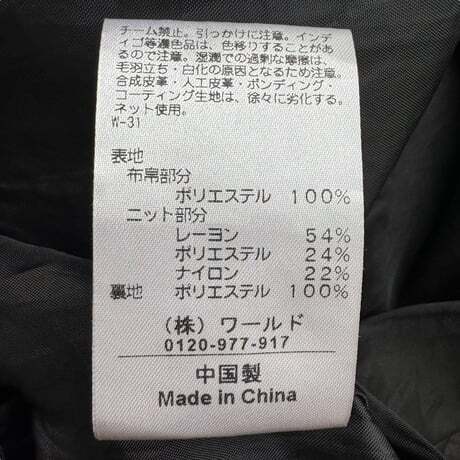 チーム禁止。引っかけに注意。インデ
ィゴ等濃色品は、色移りすることがあ
るので注意。湿潤での過剰な摩擦は、
毛羽立ち・白化の原因となるため注意。
合成皮革・人工皮革・ボンディング・
コーティング生地は、徐々に劣化する。
ネット使用。
W-31
表地
布帛部分
ポリエステル 100%
ニット部分
レーヨン 54%
ポリエステル 24%
ナイロン 22%
裏地 ポリエステル 100%
(株) ワールド
0120-977-917
中国製
Made in China